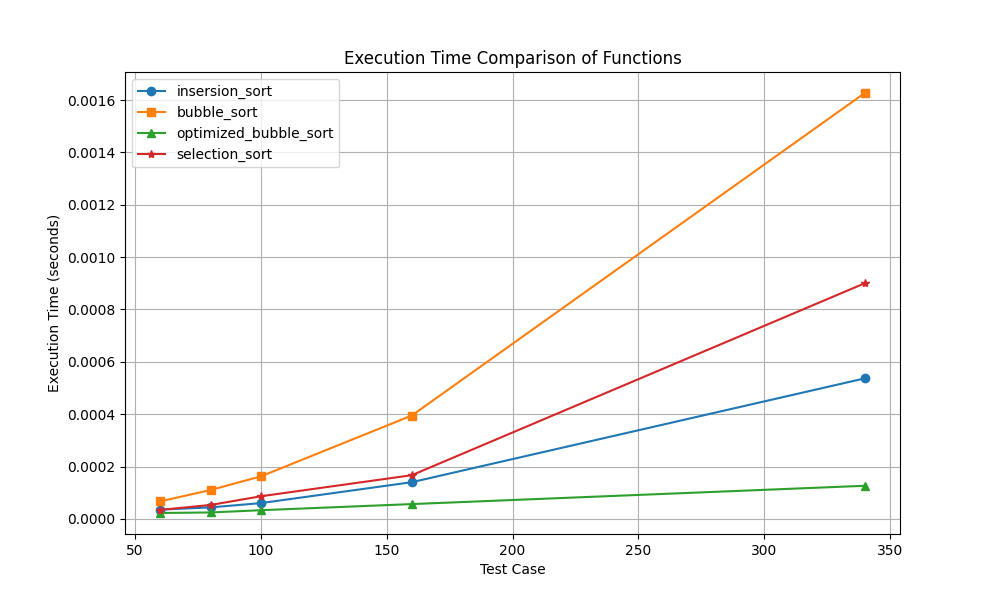 Execution Time Comparison of Functions
insersion_sort
bubble_sort
optimized_bubble_sort
selection_sort
Execution Time (seconds)
0.0016
0.0014
0.0012
0.0010
0.0008
0.0006
0.0004
0.0002
0.0000
50 100 150 200 250 300 350
Test Case